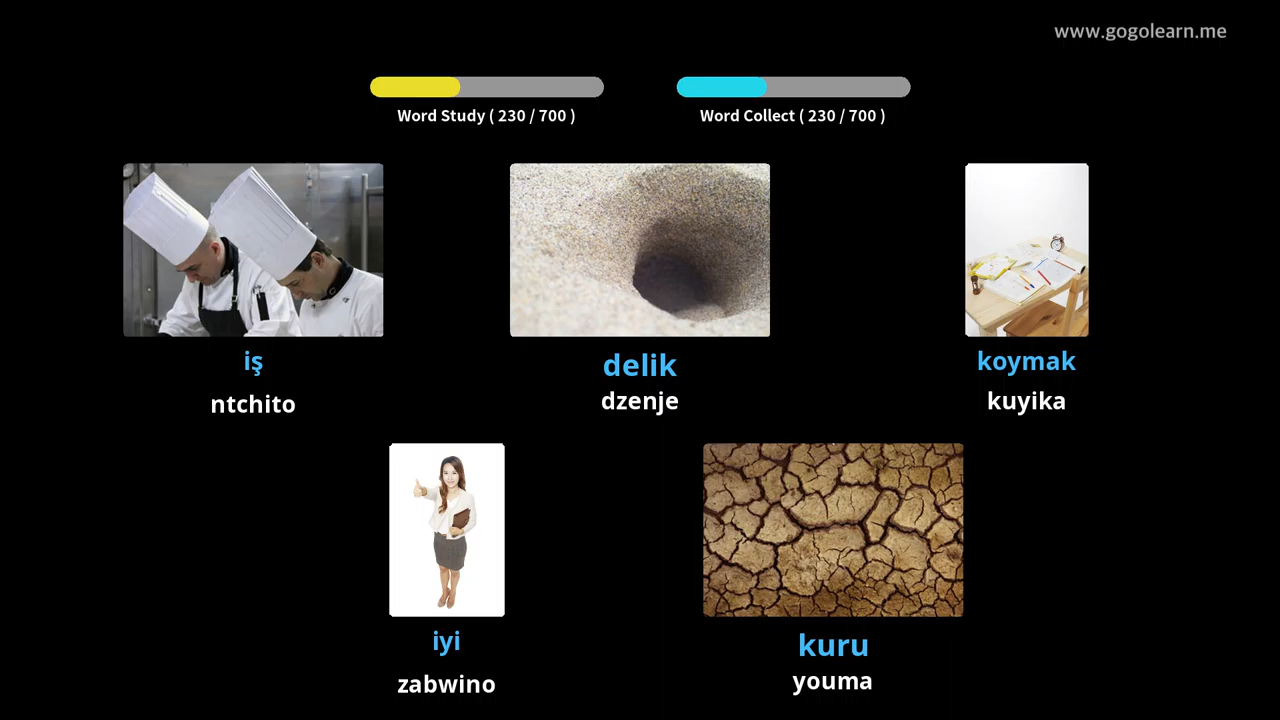 www.gogolearn.me
Word Study ( 230 / 700 )
Word Collect ( 230 / 700 )
iş
ntchito
delik
dzenje
koymak
kuyika
iyi
zabwino
kuru
youma